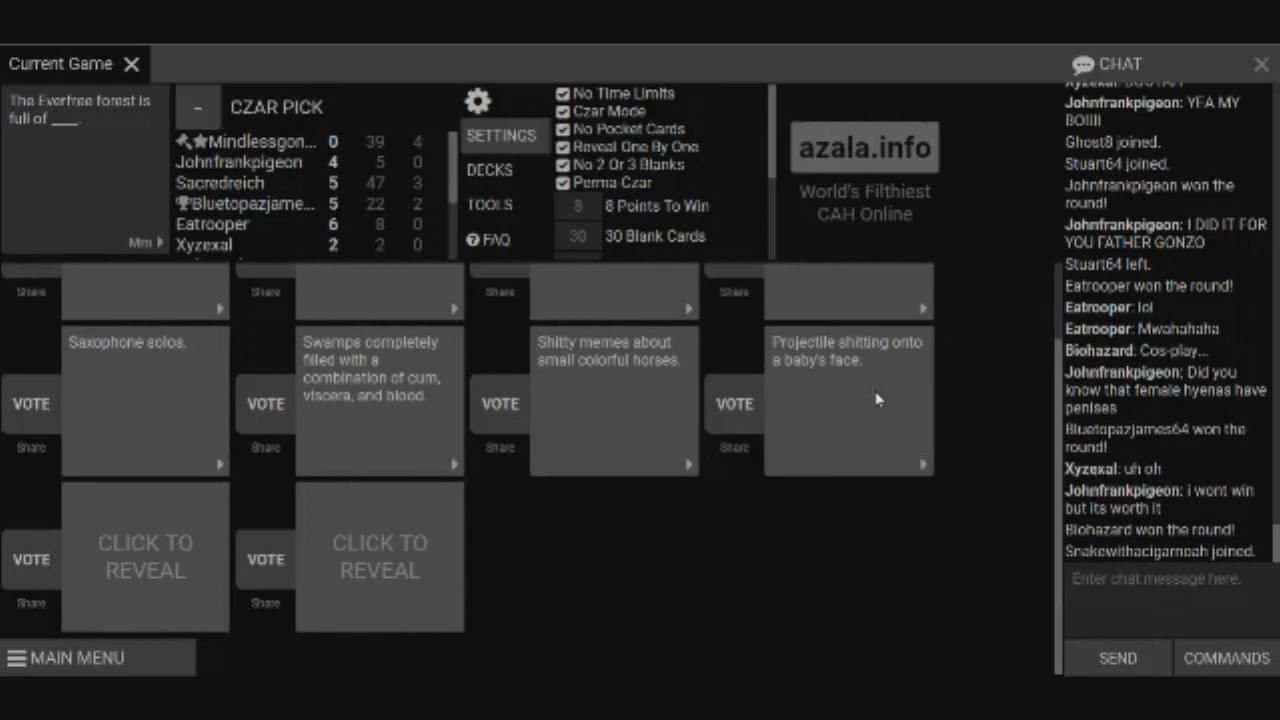 Current Game
CHAT
The Everfree forest is
full of ____.
Mm
-
CZAR PICK
Mindlessgon... 0 39 4
Johnfrankpigeon 4 5 0
Sacredreich 5 47 3
Bluetopazjame... 5 22 2
Eatrooper 6 8 0
Xyzexal 2 2 0
SETTINGS
DECKS
TOOLS
FAQ
No Time Limits
Czar Mode
No Pocket Cards
Reveal One By One
No 2 Or 3 Blanks
Perma Czar
8 8 Points To Win
30 30 Blank Cards
azala.info
World's Filthiest
CAH Online
Share
Share
Share
Share
VOTE
Share
Saxophone solos.
VOTE
Share
Swamps completely
filled with a
combination of cum,
viscera, and blood.
VOTE
Share
Shitty memes about
small colorful horses.
VOTE
Share
Projectile shitting onto
a baby's face.
VOTE
Share
CLICK TO
REVEAL
VOTE
Share
CLICK TO
REVEAL
MAIN MENU
Johnfrankpigeon: YEA MY
BOIIII
Ghost8 joined.
Stuart64 joined.
Johnfrankpigeon won the
round!
Johnfrankpigeon: I DID IT FOR
YOU FATHER GONZO
Stuart64 left.
Eatrooper won the round!
Eatrooper: lol
Eatrooper: Mwahahaha
Biohazard: Cos-play...
Johnfrankpigeon: Did you
know that female hyenas have
penises
Bluetopazjames64 won the
round!
Xyzexal: uh oh
Johnfrankpigeon: i wont win
but its worth it
Biohazard won the round!
Snakewithacigarnoah joined.
Enter chat message here.
SEND
COMMANDS